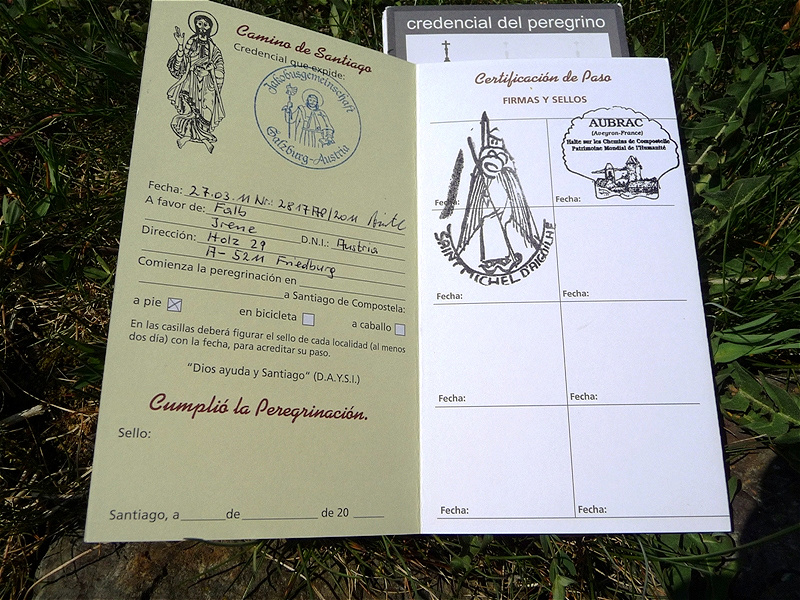 credencial del peregrino
Camino de Santiago
Credencial que expide:
Jakobusgemeinschaft
Salzburg-Austria
Fecha: 27.03.11 Nr.: 2817AP/2011
A favor de: Falb
Irene D.N.I.: Austria
Dirección: Holz 29
A-5211 Friedburg
Comienza la peregrinación en
a Santiago de Compostela:
a pie en bicicleta a caballo
En las casillas deberá figurar el sello de cada localidad (al menos
dos día) con la fecha, para acreditar su paso.
“Dios ayuda y Santiago” (D.A.Y.S.I.)
Cumplió la Peregrinación.
Sello:
Santiago, a de de 20
Certificación de Paso
FIRMAS Y SELLOS
AUBRAC
(Aveyron-France)
Halte sur les Chemins de Compostelle
Patrimoine Mondial de l'Humanité
Fecha: Fecha:
SAINT MICHEL D'AIGUILHE
Fecha: Fecha:
Fecha: Fecha:
Fecha: Fecha: